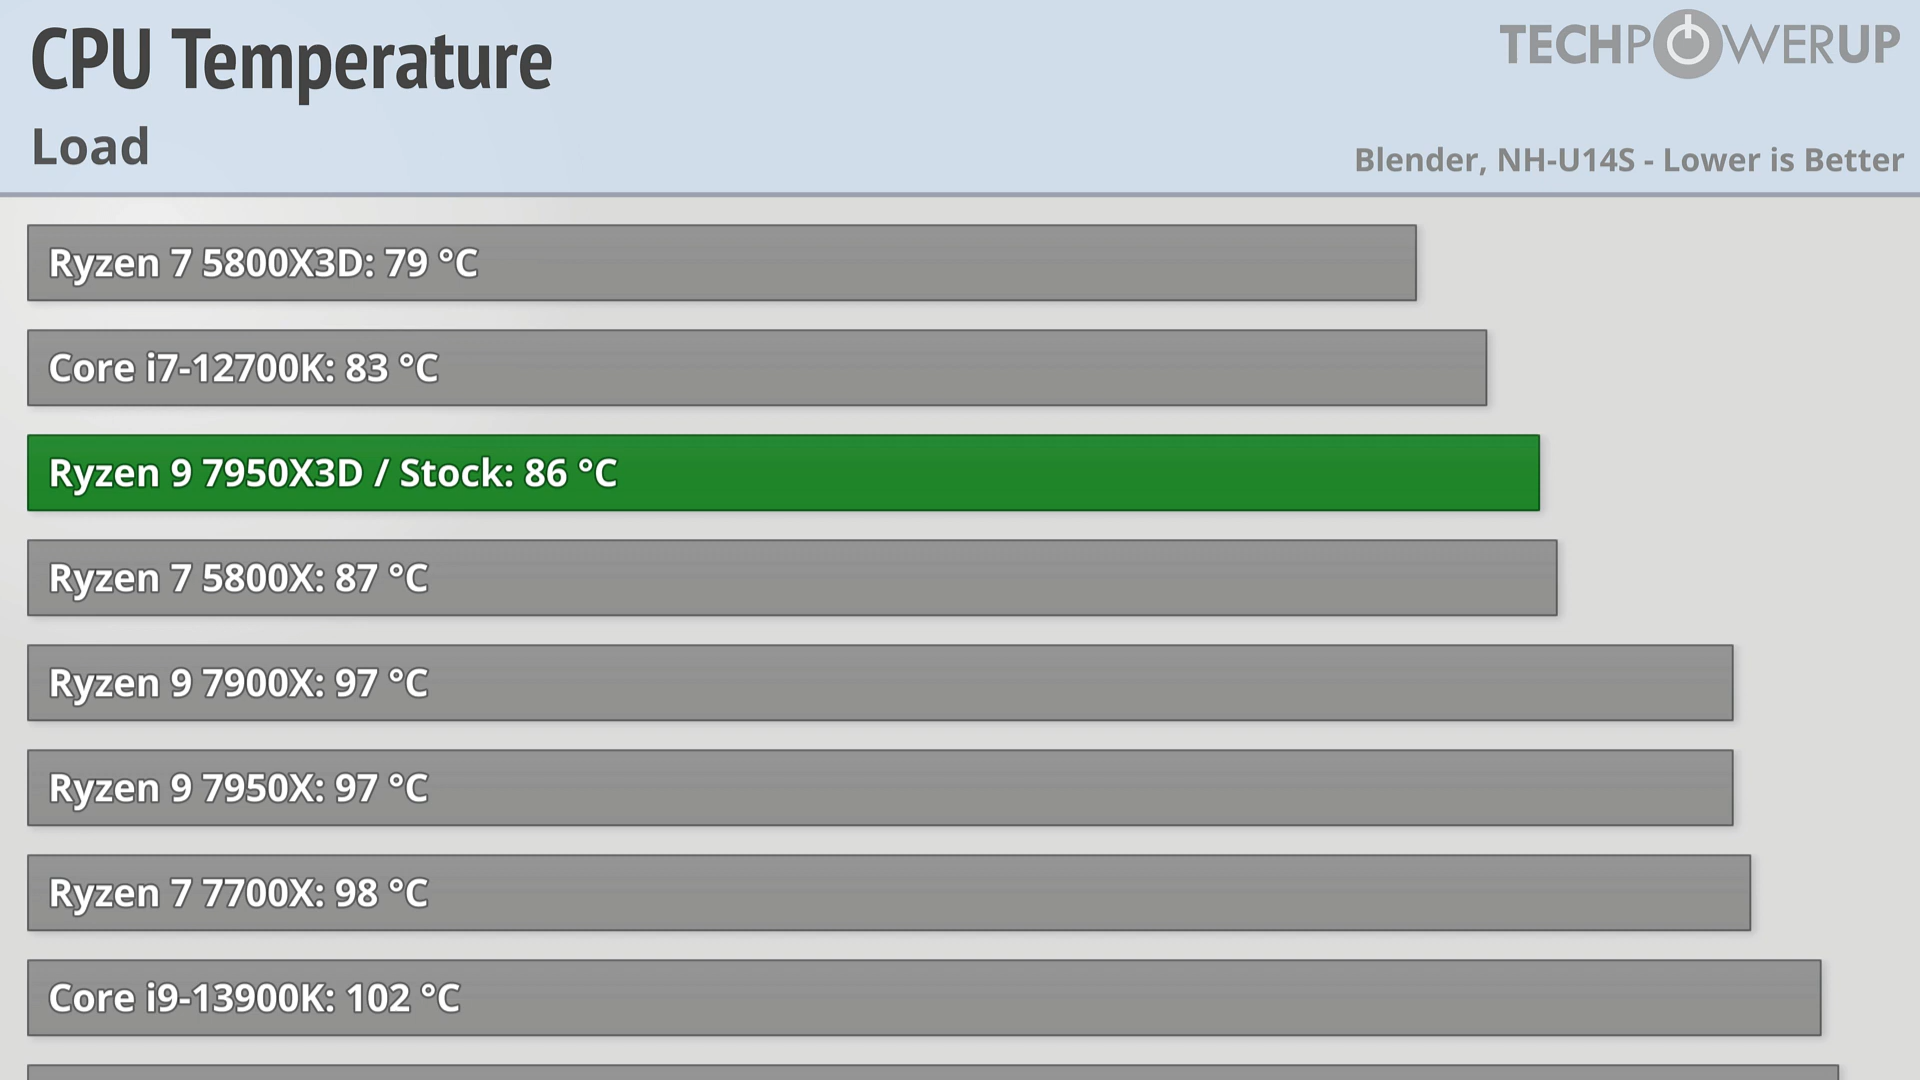 CPU Temperature
TECHPOWERUP
Load
Blender, NH-U14S - Lower is Better
Ryzen 7 5800X3D: 79 °C
Core i7-12700K: 83 °C
Ryzen 9 7950X3D / Stock: 86 °C
Ryzen 7 5800X: 87 °C
Ryzen 9 7900X: 97 °C
Ryzen 9 7950X: 97 °C
Ryzen 7 7700X: 98 °C
Core i9-13900K: 102 °C